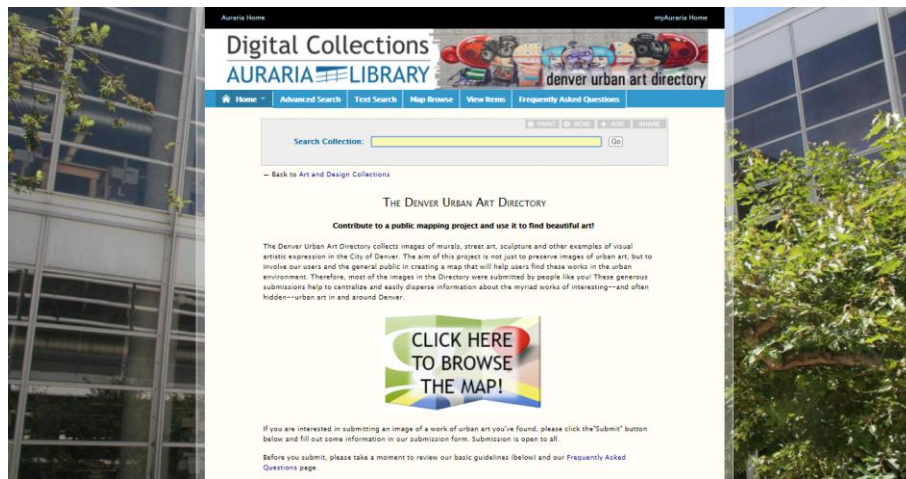 Auraria Home
myAuraria Home
Digital Collections
AURARIA LIBRARY
denver urban art directory
Home
Advanced Search
Text Search
Map Browse
View Items
Frequently Asked Questions
PRINT SEND ADD SHARE
Search Collection:
Go
← Back to Art and Design Collections
The Denver Urban Art Directory
Contribute to a public mapping project and use it to find beautiful art!
The Denver Urban Art Directory collects images of murals, street art, sculpture and other examples of visual
artistic expression in the City of Denver. The aim of this project is not just to preserve images of urban art, but to
involve our users and the general public in creating a map that will help users find these works in the urban
environment. Therefore, most of the images in the Directory were submitted by people like you! These generous
submissions help to centralize and easily disperse information about the myriad works of interesting--and often
hidden--urban art in and around Denver.
CLICK HERE
TO BROWSE
THE MAP!
If you are interested in submitting an image of a work of urban art you've found, please click the"Submit" button
below and fill out some information in our submission form. Submission is open to all.
Before you submit, please take a moment to review our basic guidelines (below) and our Frequently Asked
Questions page.